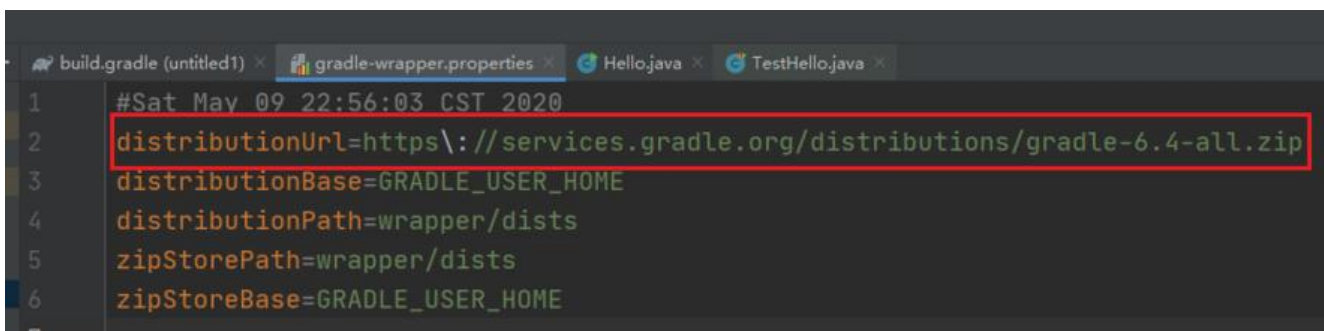 build.gradle (untitled1) gradle-wrapper.properties Hello.java TestHello.java
1 #Sat May 09 22:56:03 CST 2020
2 distributionUrl=https\://services.gradle.org/distributions/gradle-6.4-all.zip
3 distributionBase=GRADLE_USER_HOME
4 distributionPath=wrapper/dists
5 zipStorePath=wrapper/dists
6 zipStoreBase=GRADLE_USER_HOME